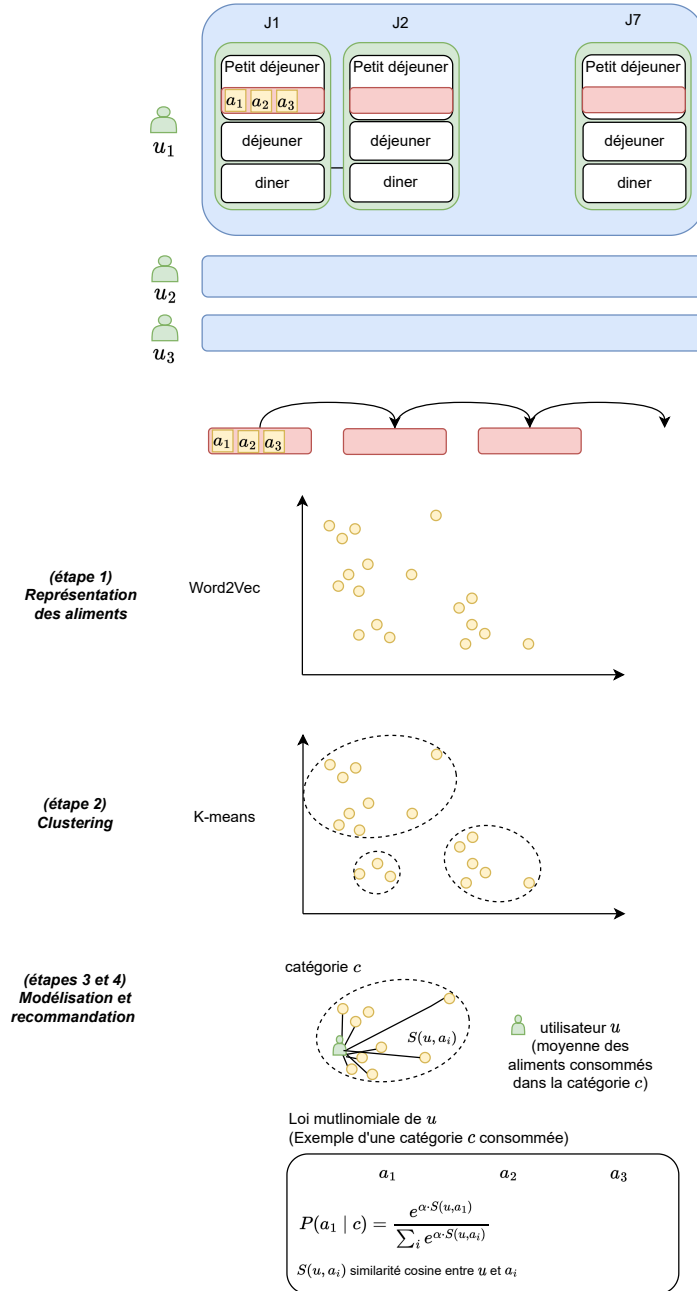 J1 J2 J7
Petit déjeuner Petit déjeuner Petit déjeuner
a₁ a₂ a₃
u₁ déjeuner déjeuner déjeuner
diner diner diner
u₂
u₃
a₁ a₂ a₃
(étape 1)
Représentation
des aliments
Word2Vec
(étape 2)
Clustering
K-means
(étapes 3 et 4)
Modélisation et
recommandation
catégorie c
S(u, aᵢ)
utilisateur u
(moyenne des
aliments consommés
dans la catégorie c)
Loi mutlinomiale de u
(Exemple d'une catégorie c consommée)
a₁ a₂ a₃
P(a₁ | c) = e^{α·S(u,a₁)} / ∑ᵢ e^{α·S(u,aᵢ)}
S(u, aᵢ) similarité cosine entre u et aᵢ